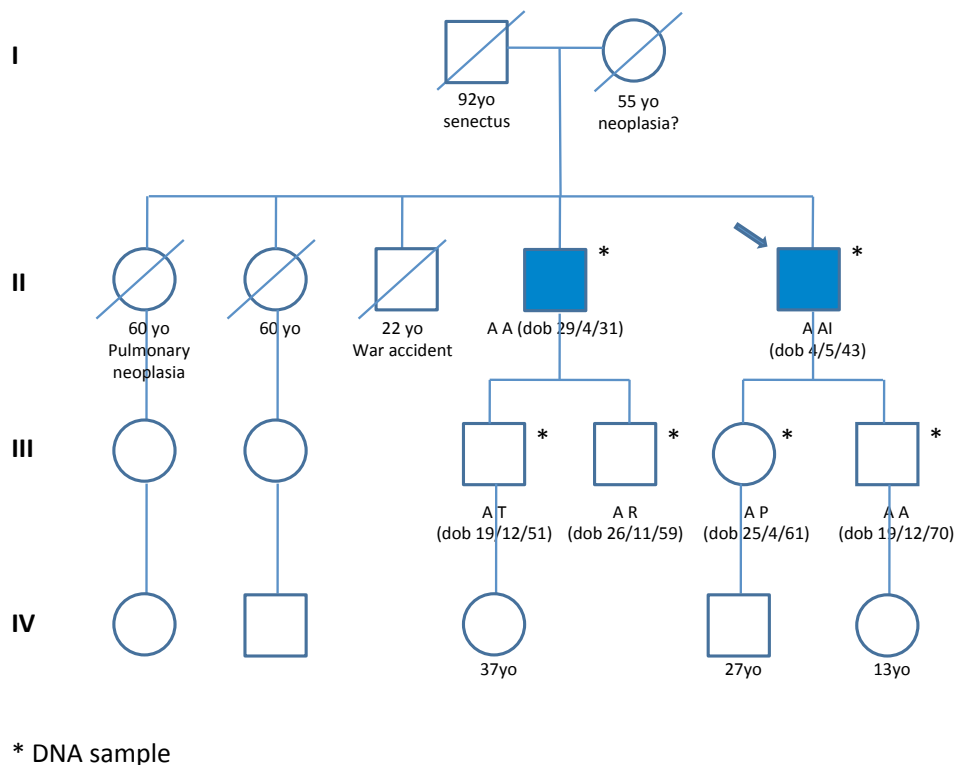 I
92yo
senectus
55 yo
neoplasia?
II
*
*
60 yo
Pulmonary
neoplasia
60 yo
22 yo
War accident
A A (dob 29/4/31)
A AI
(dob 4/5/43)
III
*
*
*
*
A T
(dob 19/12/51)
A R
(dob 26/11/59)
A P
(dob 25/4/61)
A A
(dob 19/12/70)
IV
37yo
27yo
13yo
* DNA sample